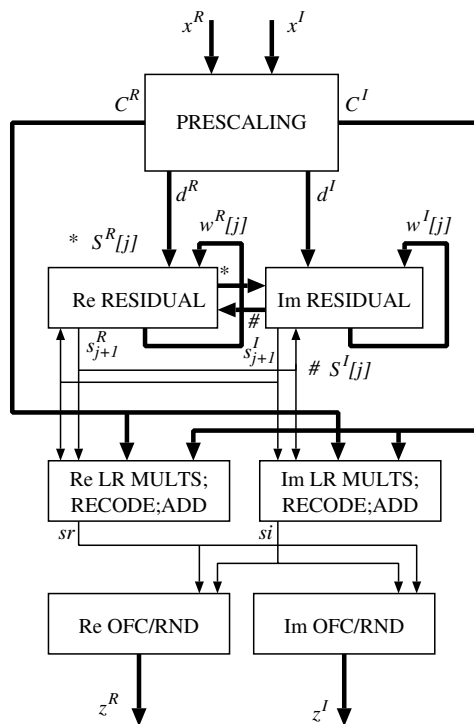 x^R x^I
C^R C^I
PRESCALING
d^R d^I
* S^R[j] w^R[j] w^I[j]
*
Re RESIDUAL Im RESIDUAL
#
s^R_{j+1} s^I_{j+1}
# S^I[j]
Re LR MULTS; Im LR MULTS;
RECODE;ADD RECODE;ADD
sr si
Re OFC/RND Im OFC/RND
z^R z^I